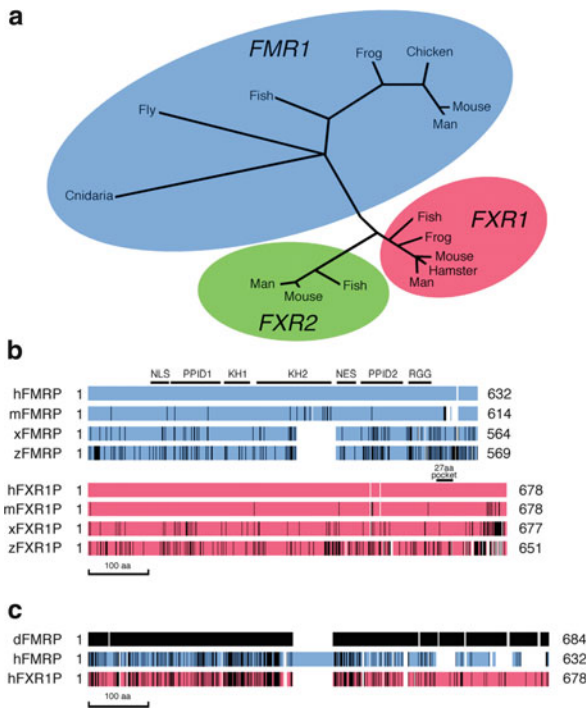 a
FMR1
Frog
Chicken
Fish
Mouse
Man
Fly
Cnidaria
FXR1
Fish
Frog
Mouse
Hamster
Man
Man
Mouse
Fish
FXR2
b
NLS PPID1 KH1 KH2 NES PPID2 RGG
hFMRP 1 632
mFMRP 1 614
xFMRP 1 564
zFMRP 1 569
27aa
pocket
hFXR1P 1 678
mFXR1P 1 678
xFXR1P 1 677
zFXR1P 1 651
100 aa
c
dFMRP 1 684
hFMRP 1 632
hFXR1P 1 678
100 aa